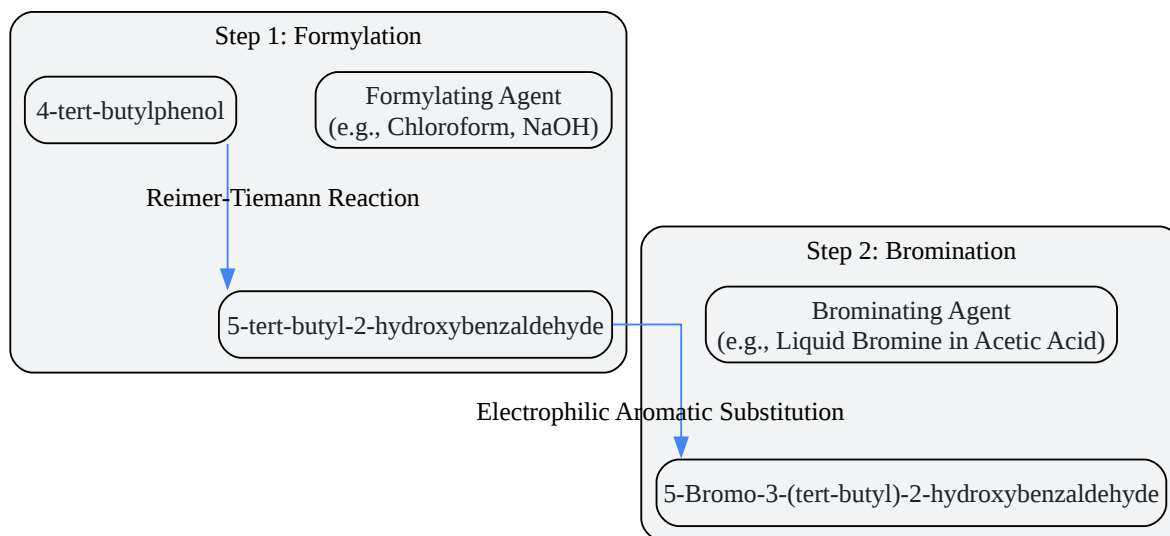 Step 1: Formylation
4-tert-butylphenol
Formylating Agent
(e.g., Chloroform, NaOH)
Reimer-Tiemann Reaction
5-tert-butyl-2-hydroxybenzaldehyde
Step 2: Bromination
Brominating Agent
(e.g., Liquid Bromine in Acetic Acid)
Electrophilic Aromatic Substitution
5-Bromo-3-(tert-butyl)-2-hydroxybenzaldehyde